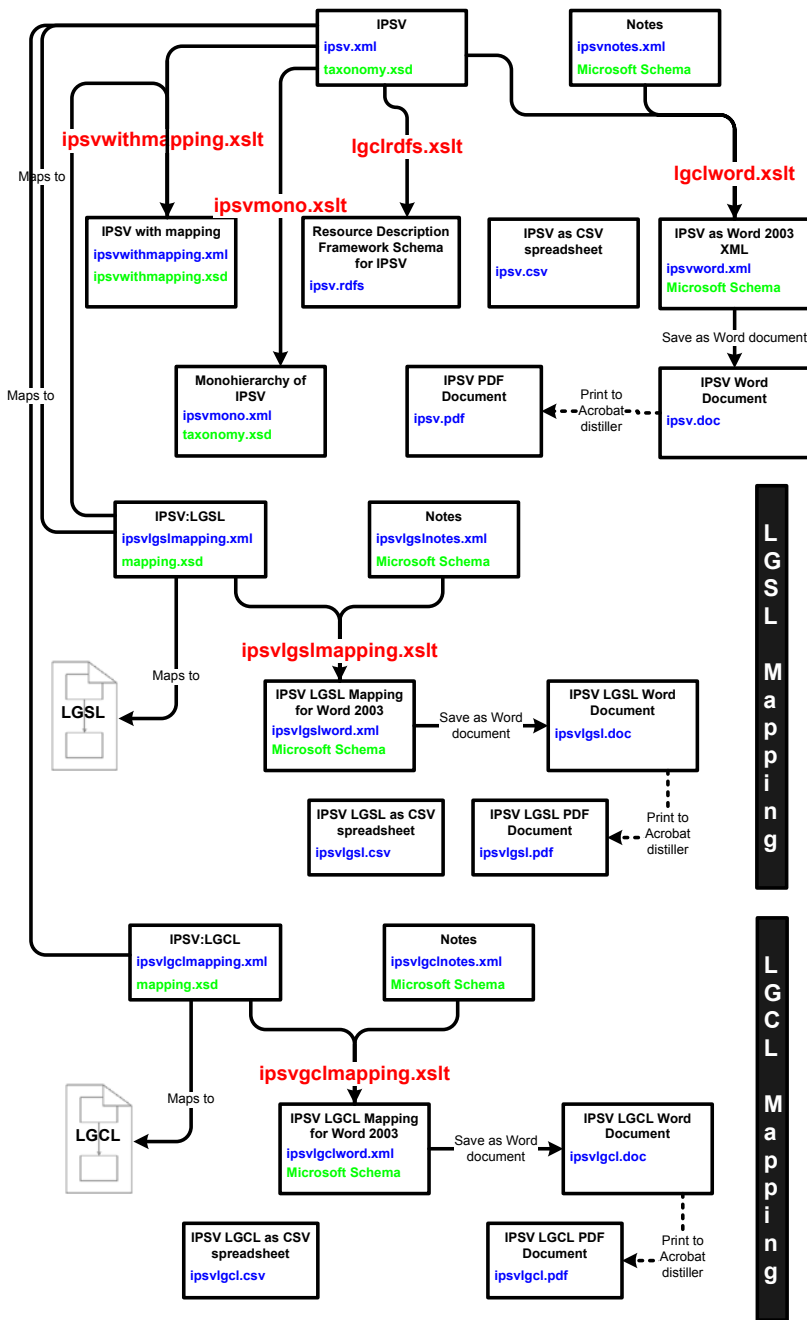 IPSV
ipsv.xml
taxonomy.xsd
Notes
ipsvnotes.xml
Microsoft Schema
ipsvwithmapping.xslt
lgclrdfs.xslt
lgclword.xslt
Maps to
ipsvmono.xslt
IPSV with mapping
ipsvwithmapping.xml
ipsvwithmapping.xsd
Resource Description
Framework Schema
for IPSV
ipsv.rdfs
IPSV as CSV
spreadsheet
ipsv.csv
IPSV as Word 2003
XML
ipsvword.xml
Microsoft Schema
Save as Word document
Maps to
Monohierarchy of
IPSV
ipsvmono.xml
taxonomy.xsd
IPSV PDF
Document
ipsv.pdf
Print to
Acrobat
distiller
IPSV Word
Document
ipsv.doc
IPSV:LGSL
ipsvlgslmapping.xml
mapping.xsd
Notes
ipsvlgslnotes.xml
Microsoft Schema
LGSL Mapping
ipsvlgslmapping.xslt
Maps to
LGSL
IPSV LGSL Mapping
for Word 2003
ipsvlgslword.xml
Microsoft Schema
Save as Word
document
IPSV LGSL Word
Document
ipsvlgsl.doc
IPSV LGSL as CSV
spreadsheet
ipsvlgsl.csv
IPSV LGSL PDF
Document
ipsvlgsl.pdf
Print to
Acrobat
distiller
IPSV:LGCL
ipsvlgclmapping.xml
mapping.xsd
Notes
ipsvlgclnotes.xml
Microsoft Schema
LGCL Mapping
ipsvgclmapping.xslt
Maps to
LGCL
IPSV LGCL Mapping
for Word 2003
ipsvlgclword.xml
Microsoft Schema
Save as Word
document
IPSV LGCL Word
Document
ipsvlgcl.doc
IPSV LGCL as CSV
spreadsheet
ipsvlgcl.csv
IPSV LGCL PDF
Document
ipsvlgcl.pdf
Print to
Acrobat
distiller